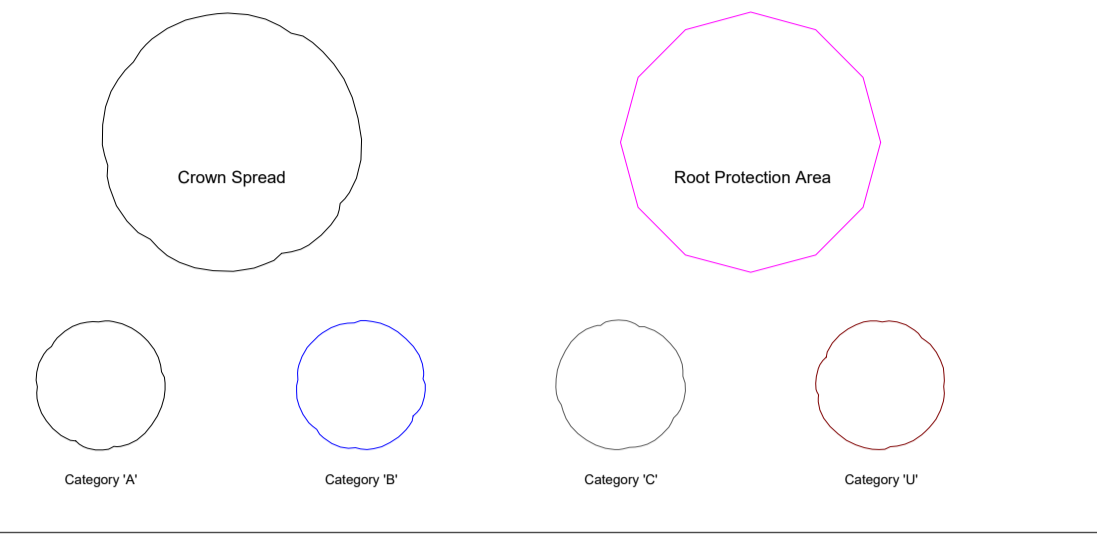 Crown Spread
Root Protection Area
Category 'A'
Category 'B'
Category 'C'
Category 'U'